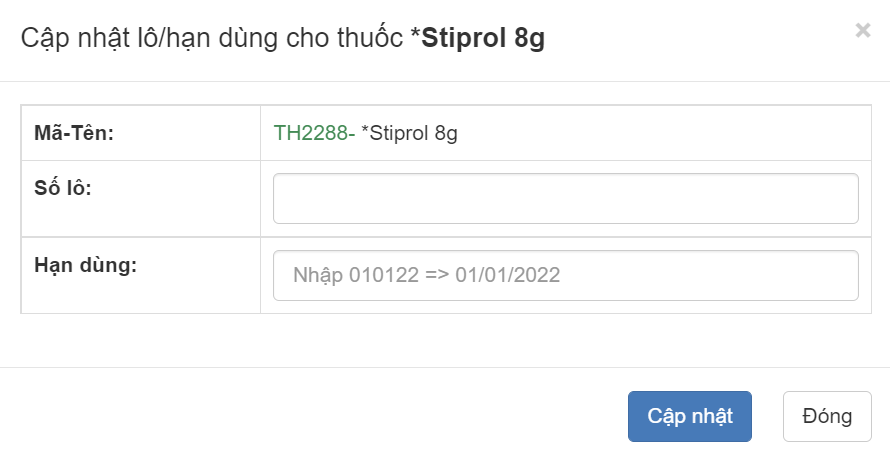 Cập nhật lô/hạn dùng cho thuốc *Stiprol 8g
×
Mã-Tên: TH2288- *Stiprol 8g
Số lô:
Hạn dùng: Nhập 010122 => 01/01/2022
Cập nhật Đóng